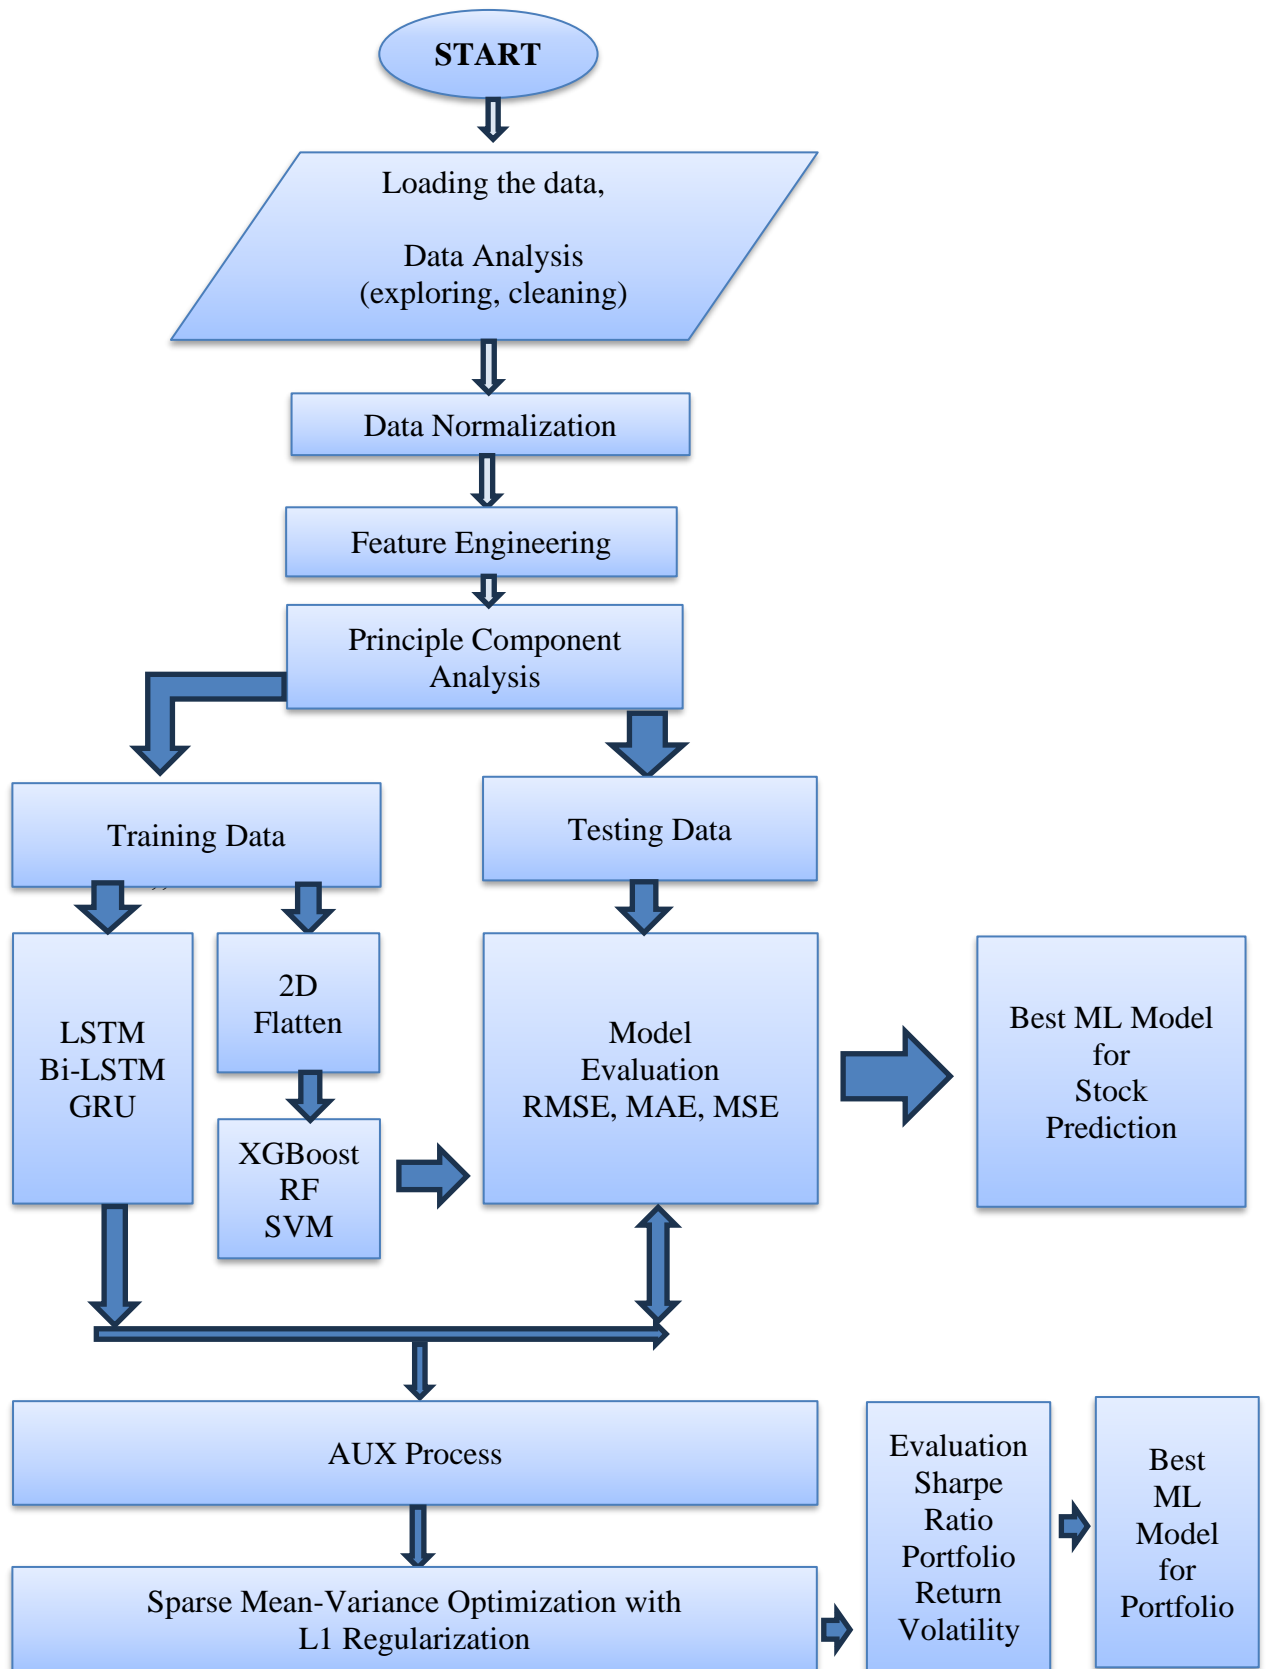 START
Loading the data,
Data Analysis
(exploring, cleaning)
Data Normalization
Feature Engineering
Principle Component
Analysis
Training Data
,,
Testing Data
LSTM
Bi-LSTM
GRU
2D
Flatten
XGBoost
RF
SVM
Model
Evaluation
RMSE, MAE, MSE
Best ML Model
for
Stock
Prediction
AUX Process
Sparse Mean-Variance Optimization with
L1 Regularization
Evaluation
Sharpe
Ratio
Portfolio
Return
Volatility
Best
ML
Model
for
Portfolio